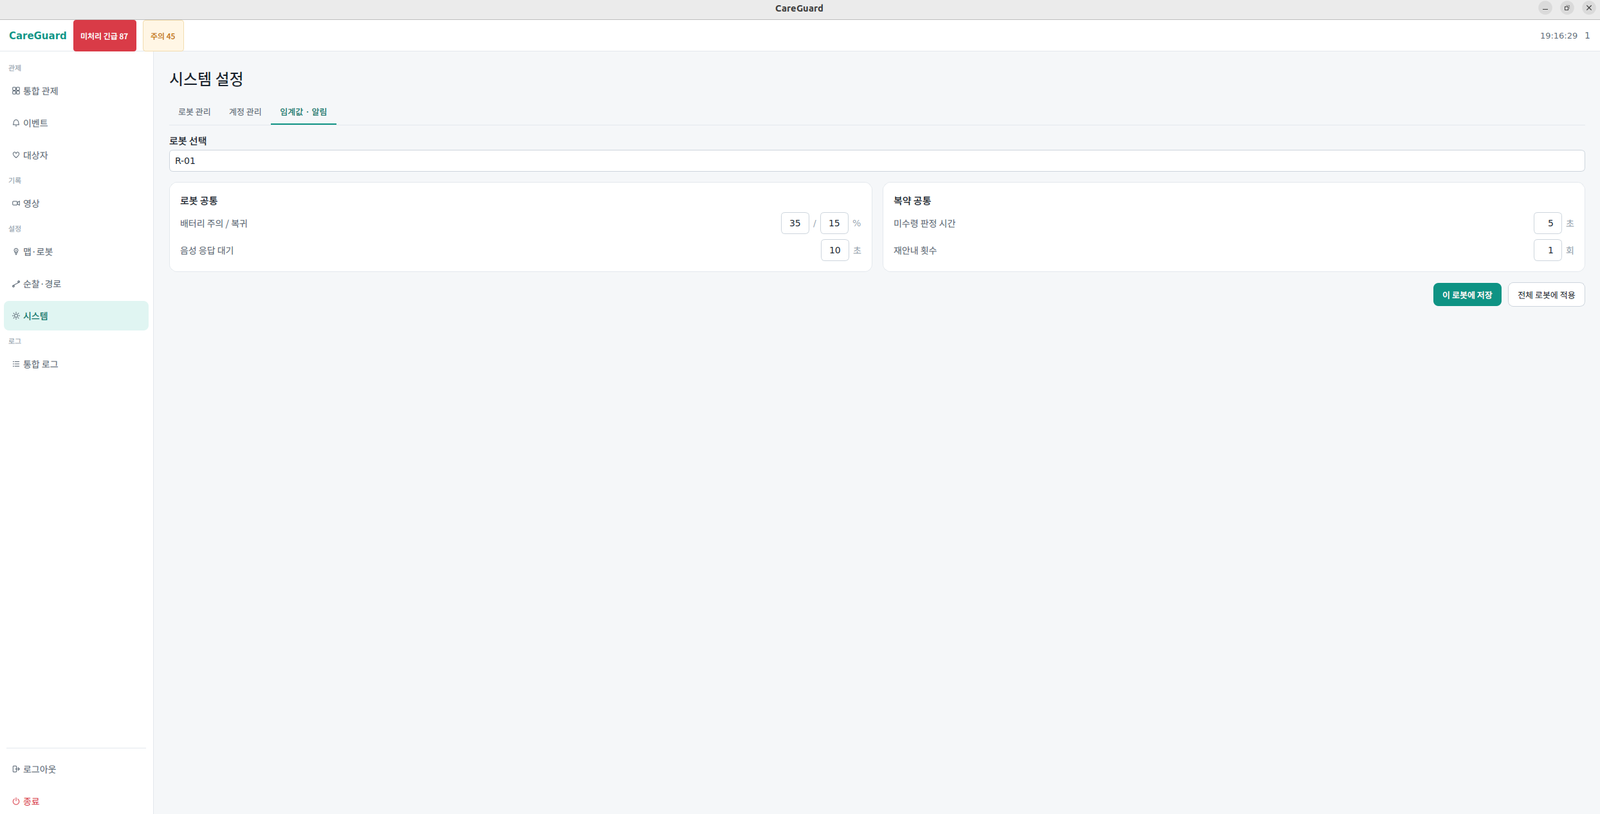 CareGuard
CareGuard 미처리 긴급 87 주의 45 19:16:29 1
관제
통합 관제
이벤트
대상자
기록
영상
설정
맵·로봇
순찰·경로
시스템
로그
통합 로그
로그아웃
종료
시스템 설정
로봇 관리 계정 관리 임계값 · 알림
로봇 선택
R-01
로봇 공통
배터리 주의 / 복귀 35 / 15 %
음성 응답 대기 10 초
복약 공통
미수령 판정 시간 5 초
재안내 횟수 1 회
이 로봇에 저장 전체 로봇에 적용